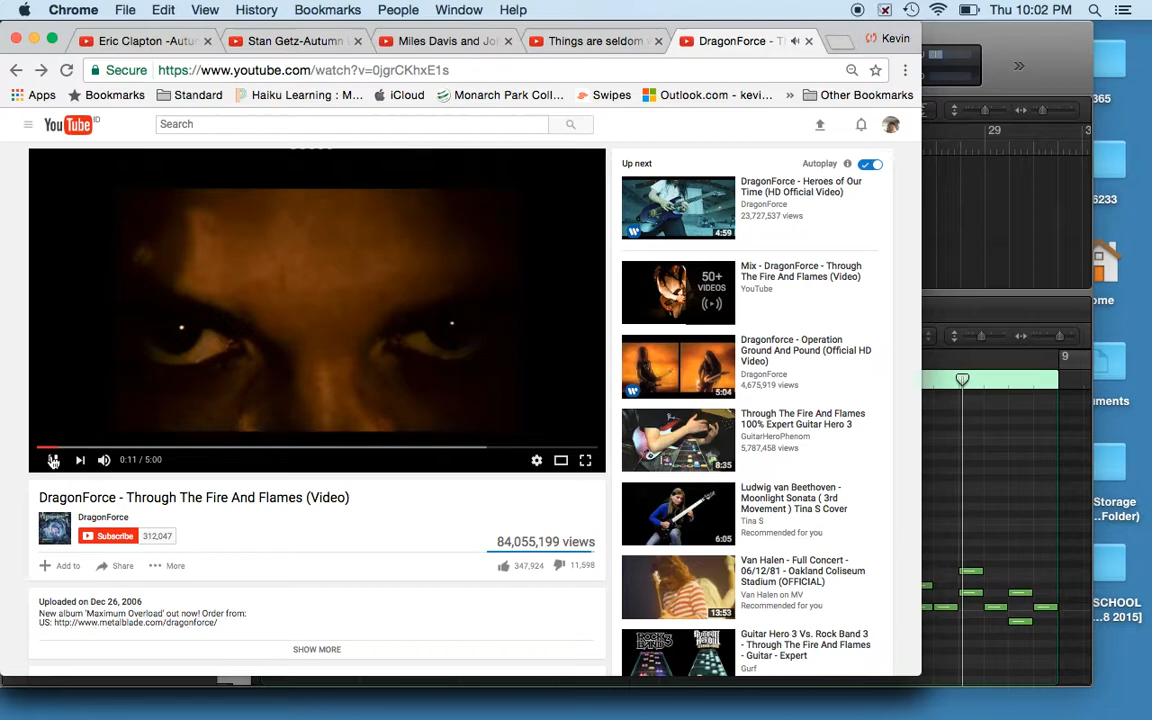 Chrome File Edit View History Bookmarks People Window Help Thu 10:02 PM
Eric Clapton -Autu Stan Getz-Autumn L Miles Davis and Jo Things are seldom DragonForce - T Kevin
Secure https://www.youtube.com/watch?v=0jgrCKhxE1s
Apps Bookmarks Standard Haiku Learning : M... iCloud Monarch Park Coll... Swipes Outlook.com - kevi... » Other Bookmarks
YouTube ID Search
Up next Autoplay
DragonForce - Heroes of Our
Time (HD Official Video)
DragonForce
23,727,537 views
4:59
50+
VIDEOS
Mix - DragonForce - Through
The Fire And Flames (Video)
YouTube
Dragonforce - Operation
Ground And Pound (Official HD
Video)
DragonForce
4,675,919 views
5:04
Through The Fire And Flames
100% Expert Guitar Hero 3
GuitarHeroPhenom
5,787,458 views
8:35
Ludwig van Beethoven -
Moonlight Sonata ( 3rd
Movement ) Tina S Cover
Tina S
Recommended for you
6:05
Van Halen - Full Concert -
06/12/81 - Oakland Coliseum
Stadium (OFFICIAL)
Van Halen on MV
Recommended for you
13:53
ROCK BAND 3
Guitar Hero 3 Vs. Rock Band 3
- Through The Fire And Flames
- Guitar - Expert
Gurf
0:11 / 5:00
DragonForce - Through The Fire And Flames (Video)
DragonForce
Subscribe 312,047
84,055,199 views
Add to Share More 347,924 11,598
Uploaded on Dec 26, 2006
New album 'Maximum Overload' out now! Order from:
US: http://www.metalblade.com/dragonforce/
SHOW MORE
29 3
9
365
6233
ome
uments
Storage
...Folder)
SCHOOL
...8 2015]